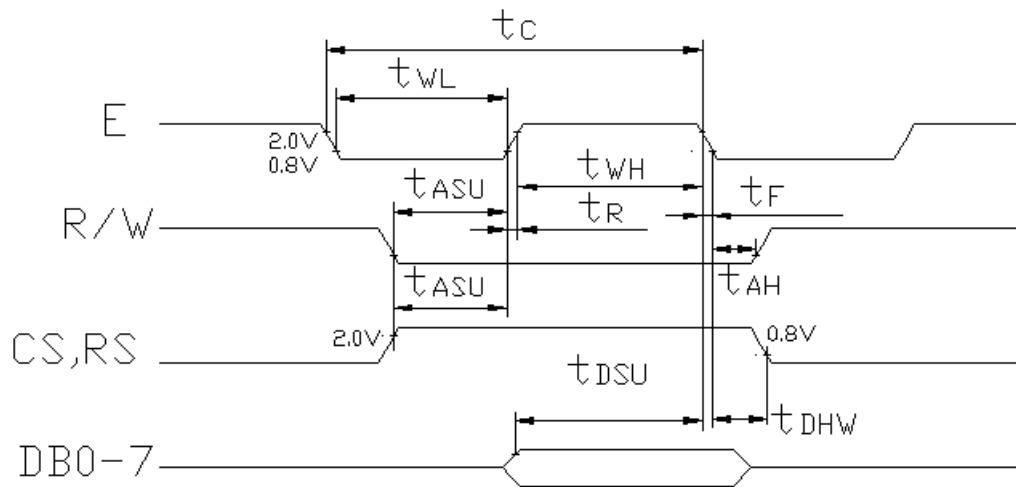 tC
tWL
E
2.0V
0.8V
tWH
tASU
tR
tF
R/W
tASU
tAH
2.0V
0.8V
CS,RS
tDSU
tDHW
DB0-7